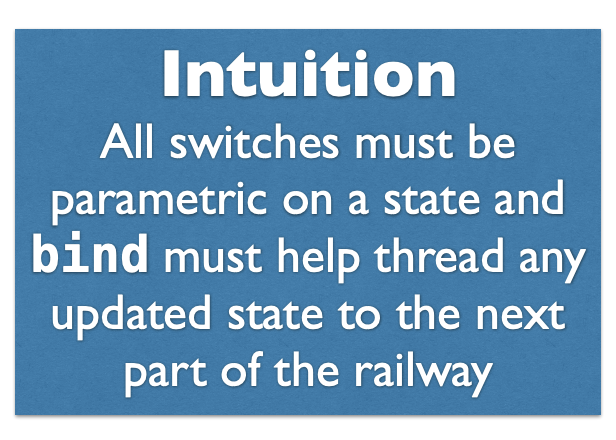 Intuition
All switches must be
parametric on a state and
bind must help thread any
updated state to the next
part of the railway